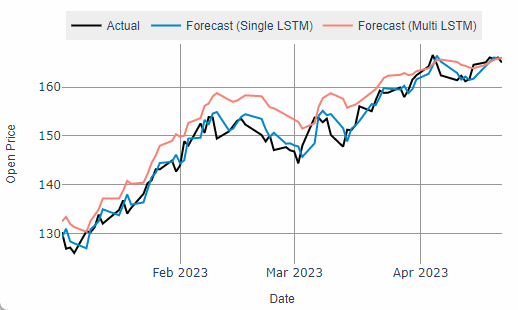 Actual Forecast (Single LSTM) Forecast (Multi LSTM)
160
150
140
130
Open Price
Feb 2023 Mar 2023 Apr 2023
Date